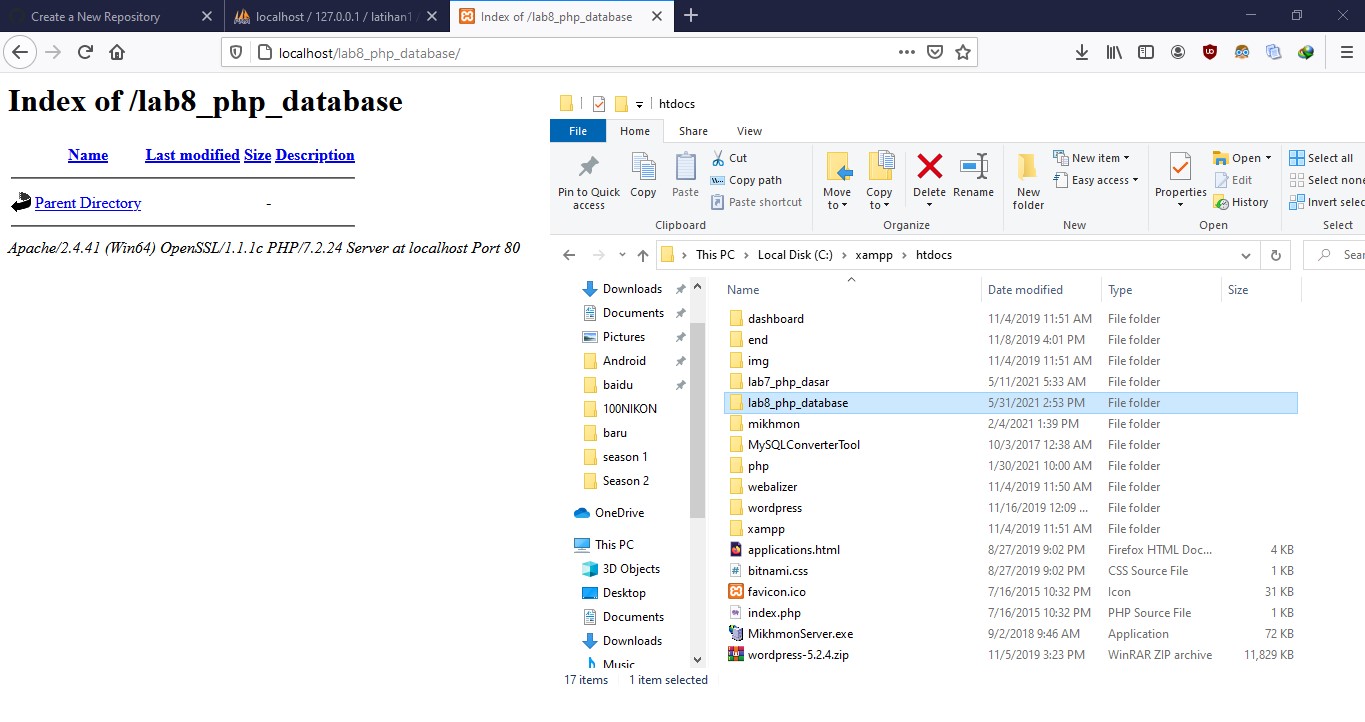 Create a New Repository
localhost / 127.0.0.1 / latihan1 /
Index of /lab8_php_database
localhost/lab8_php_database/
Index of /lab8_php_database
Name Last modified Size Description
Parent Directory -
Apache/2.4.41 (Win64) OpenSSL/1.1.1c PHP/7.2.24 Server at localhost Port 80
htdocs
File Home Share View
Pin to Quick access
Copy
Paste
Cut
Copy path
Paste shortcut
Clipboard
Move to
Copy to
Delete
Rename
Organize
New folder
New item
Easy access
New
Properties
Open
Edit
History
Open
Select all
Select none
Invert selec
Select
This PC > Local Disk (C:) > xampp > htdocs
Sear
Downloads
Documents
Pictures
Android
baidu
100NIKON
baru
season 1
Season 2
OneDrive
This PC
3D Objects
Desktop
Documents
Downloads
Music
Name Date modified Type Size
dashboard 11/4/2019 11:51 AM File folder
end 11/8/2019 4:01 PM File folder
img 11/4/2019 11:51 AM File folder
lab7_php_dasar 5/11/2021 5:33 AM File folder
lab8_php_database 5/31/2021 2:53 PM File folder
mikhmon 2/4/2021 1:39 PM File folder
MySQLConverterTool 10/3/2017 12:38 AM File folder
php 1/30/2021 10:00 AM File folder
webalizer 11/4/2019 11:50 AM File folder
wordpress 11/16/2019 12:09 ... File folder
xampp 11/4/2019 11:51 AM File folder
applications.html 8/27/2019 9:02 PM Firefox HTML Doc... 4 KB
bitnami.css 8/27/2019 9:02 PM CSS Source File 1 KB
favicon.ico 7/16/2015 10:32 PM Icon 31 KB
index.php 7/16/2015 10:32 PM PHP Source File 1 KB
MikhmonServer.exe 9/2/2018 9:46 AM Application 72 KB
wordpress-5.2.4.zip 11/5/2019 3:23 PM WinRAR ZIP archive 11,829 KB
17 items 1 item selected